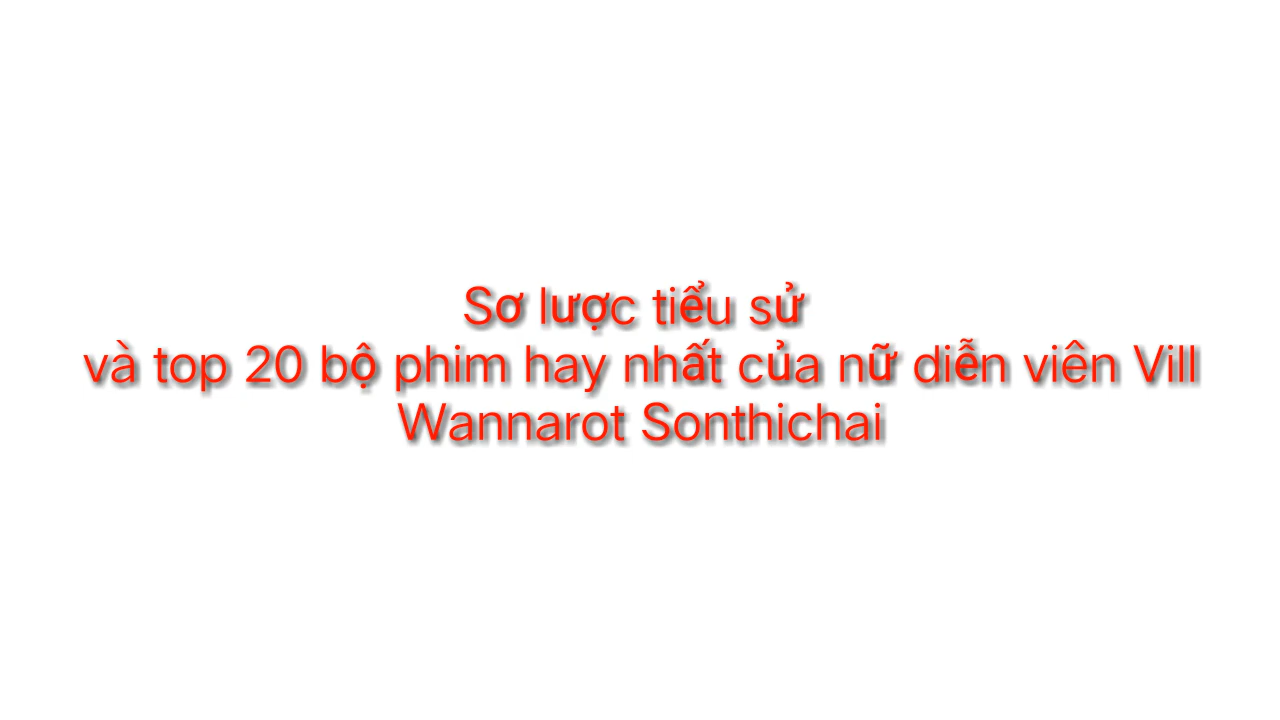 Sơ lược tiểu sử
và top 20 bộ phim hay nhất của nữ diễn viên Vill
Wannarot Sonthichai